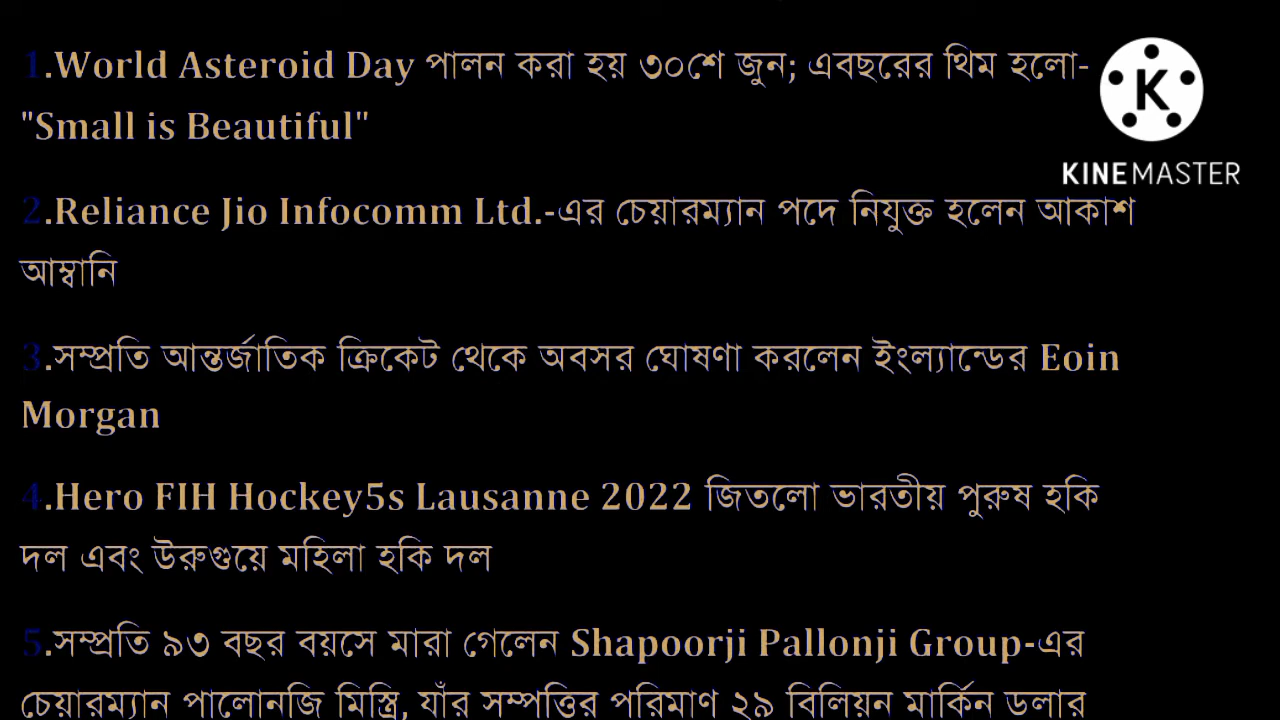 1.World Asteroid Day পালন করা হয় ৩০শে জুন; এবছরের থিম হলো-
"Small is Beautiful"
K
KINEMASTER
2.Reliance Jio Infocomm Ltd.-এর চেয়ারম্যান পদে নিযুক্ত হলেন আকাশ
আম্বানি
3.সম্প্রতি আন্তর্জাতিক ক্রিকেট থেকে অবসর ঘোষণা করলেন ইংল্যান্ডের Eoin
Morgan
4.Hero FIH Hockey5s Lausanne 2022 জিতলো ভারতীয় পুরুষ হকি
দল এবং উরুগুয়ে মহিলা হকি দল
5.সম্প্রতি ৯৩ বছর বয়সে মারা গেলেন Shapoorji Pallonji Group-এর
চেয়ারম্যান পালোনজি মিস্ত্রি, যাঁর সম্পত্তির পরিমাণ ২৯ বিলিয়ন মার্কিন ডলার